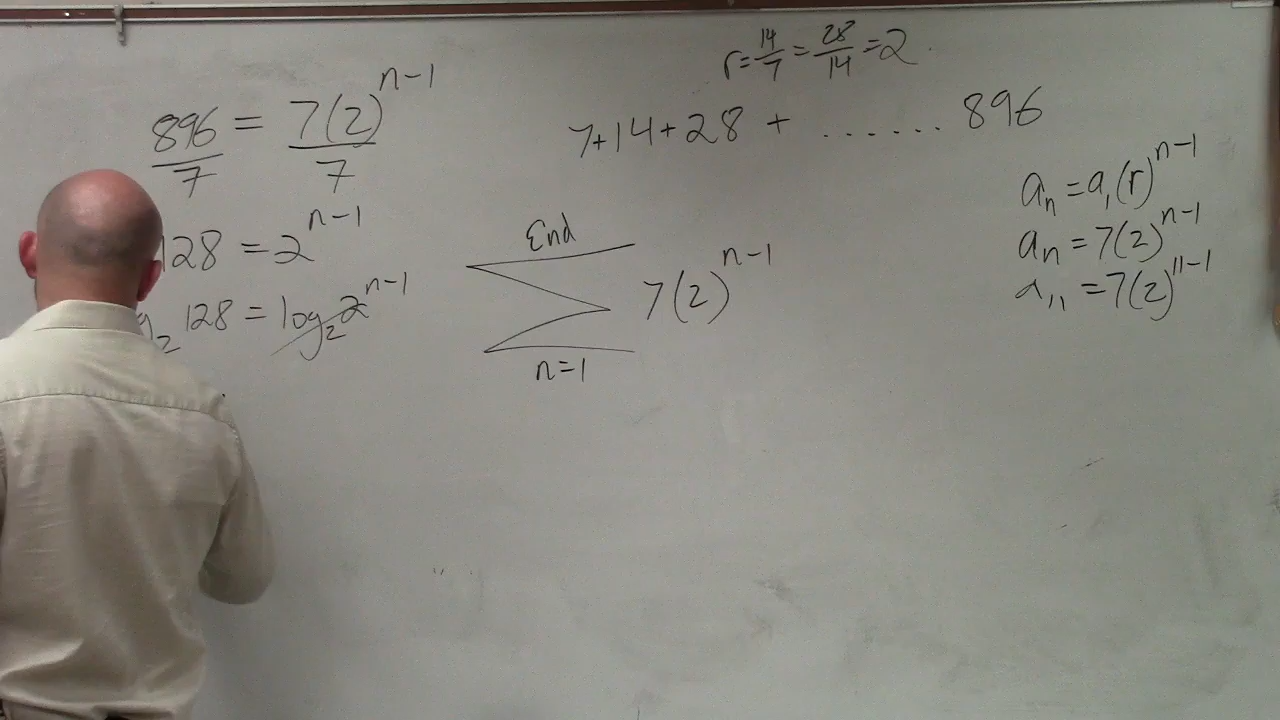 r = 14/7 = 28/14 = 2
7+14+28 + ...... 896
896/7 = 7(2)^{n-1}/7
128 = 2^{n-1}
128 = log_2 2^{n-1}
End
Σ 7(2)^{n-1}
n=1
a_n = a_1(r)^{n-1}
a_n = 7(2)^{n-1}
a_{11} = 7(2)^{11-1}